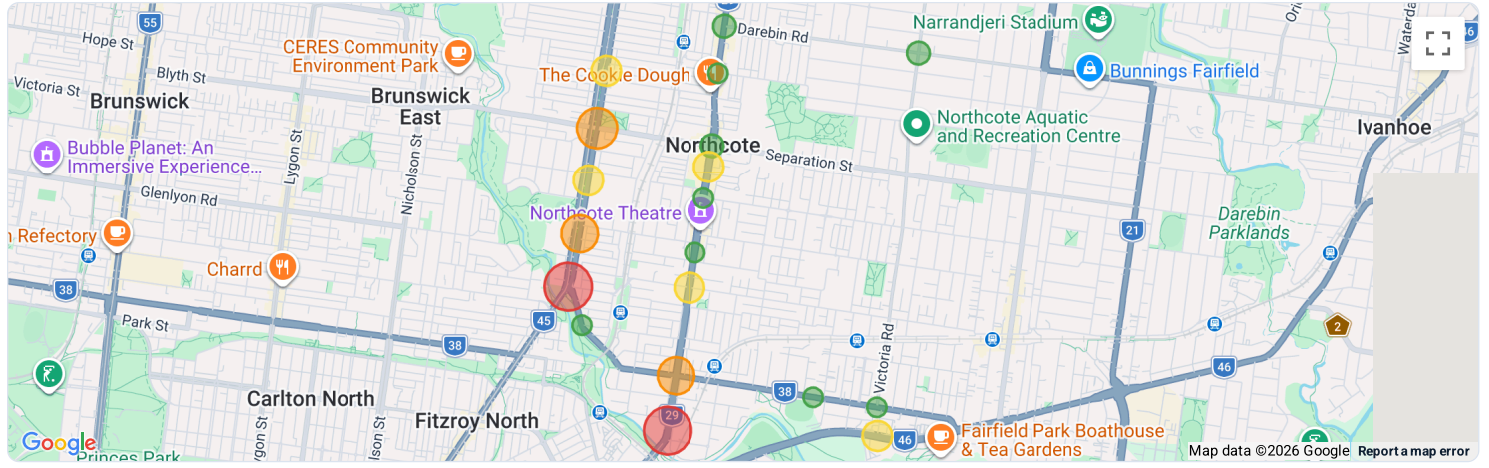 55
Hope St
CERES Community
Environment Park
Darebin Rd
Narrandjeri Stadium
46
Blyth St
The Cookie Dough
Bunnings Fairfield
Victoria St
Brunswick
Brunswick
East
Northcote Aquatic
and Recreation Centre
Ivanhoe
Bubble Planet: An
Immersive Experience...
Lygon St
Nicholson St
Northcote
Separation St
Glenlyon Rd
Northcote Theatre
Darebin
Parklands
21
n Refectory
Charrd
38
Park St
45
38
Victoria Rd
2
46
Carlton North
Fitzroy North
38
29
46
Fairfield Park Boathouse
& Tea Gardens
Google
Princes Park
Map data ©2026 Google
Report a map error